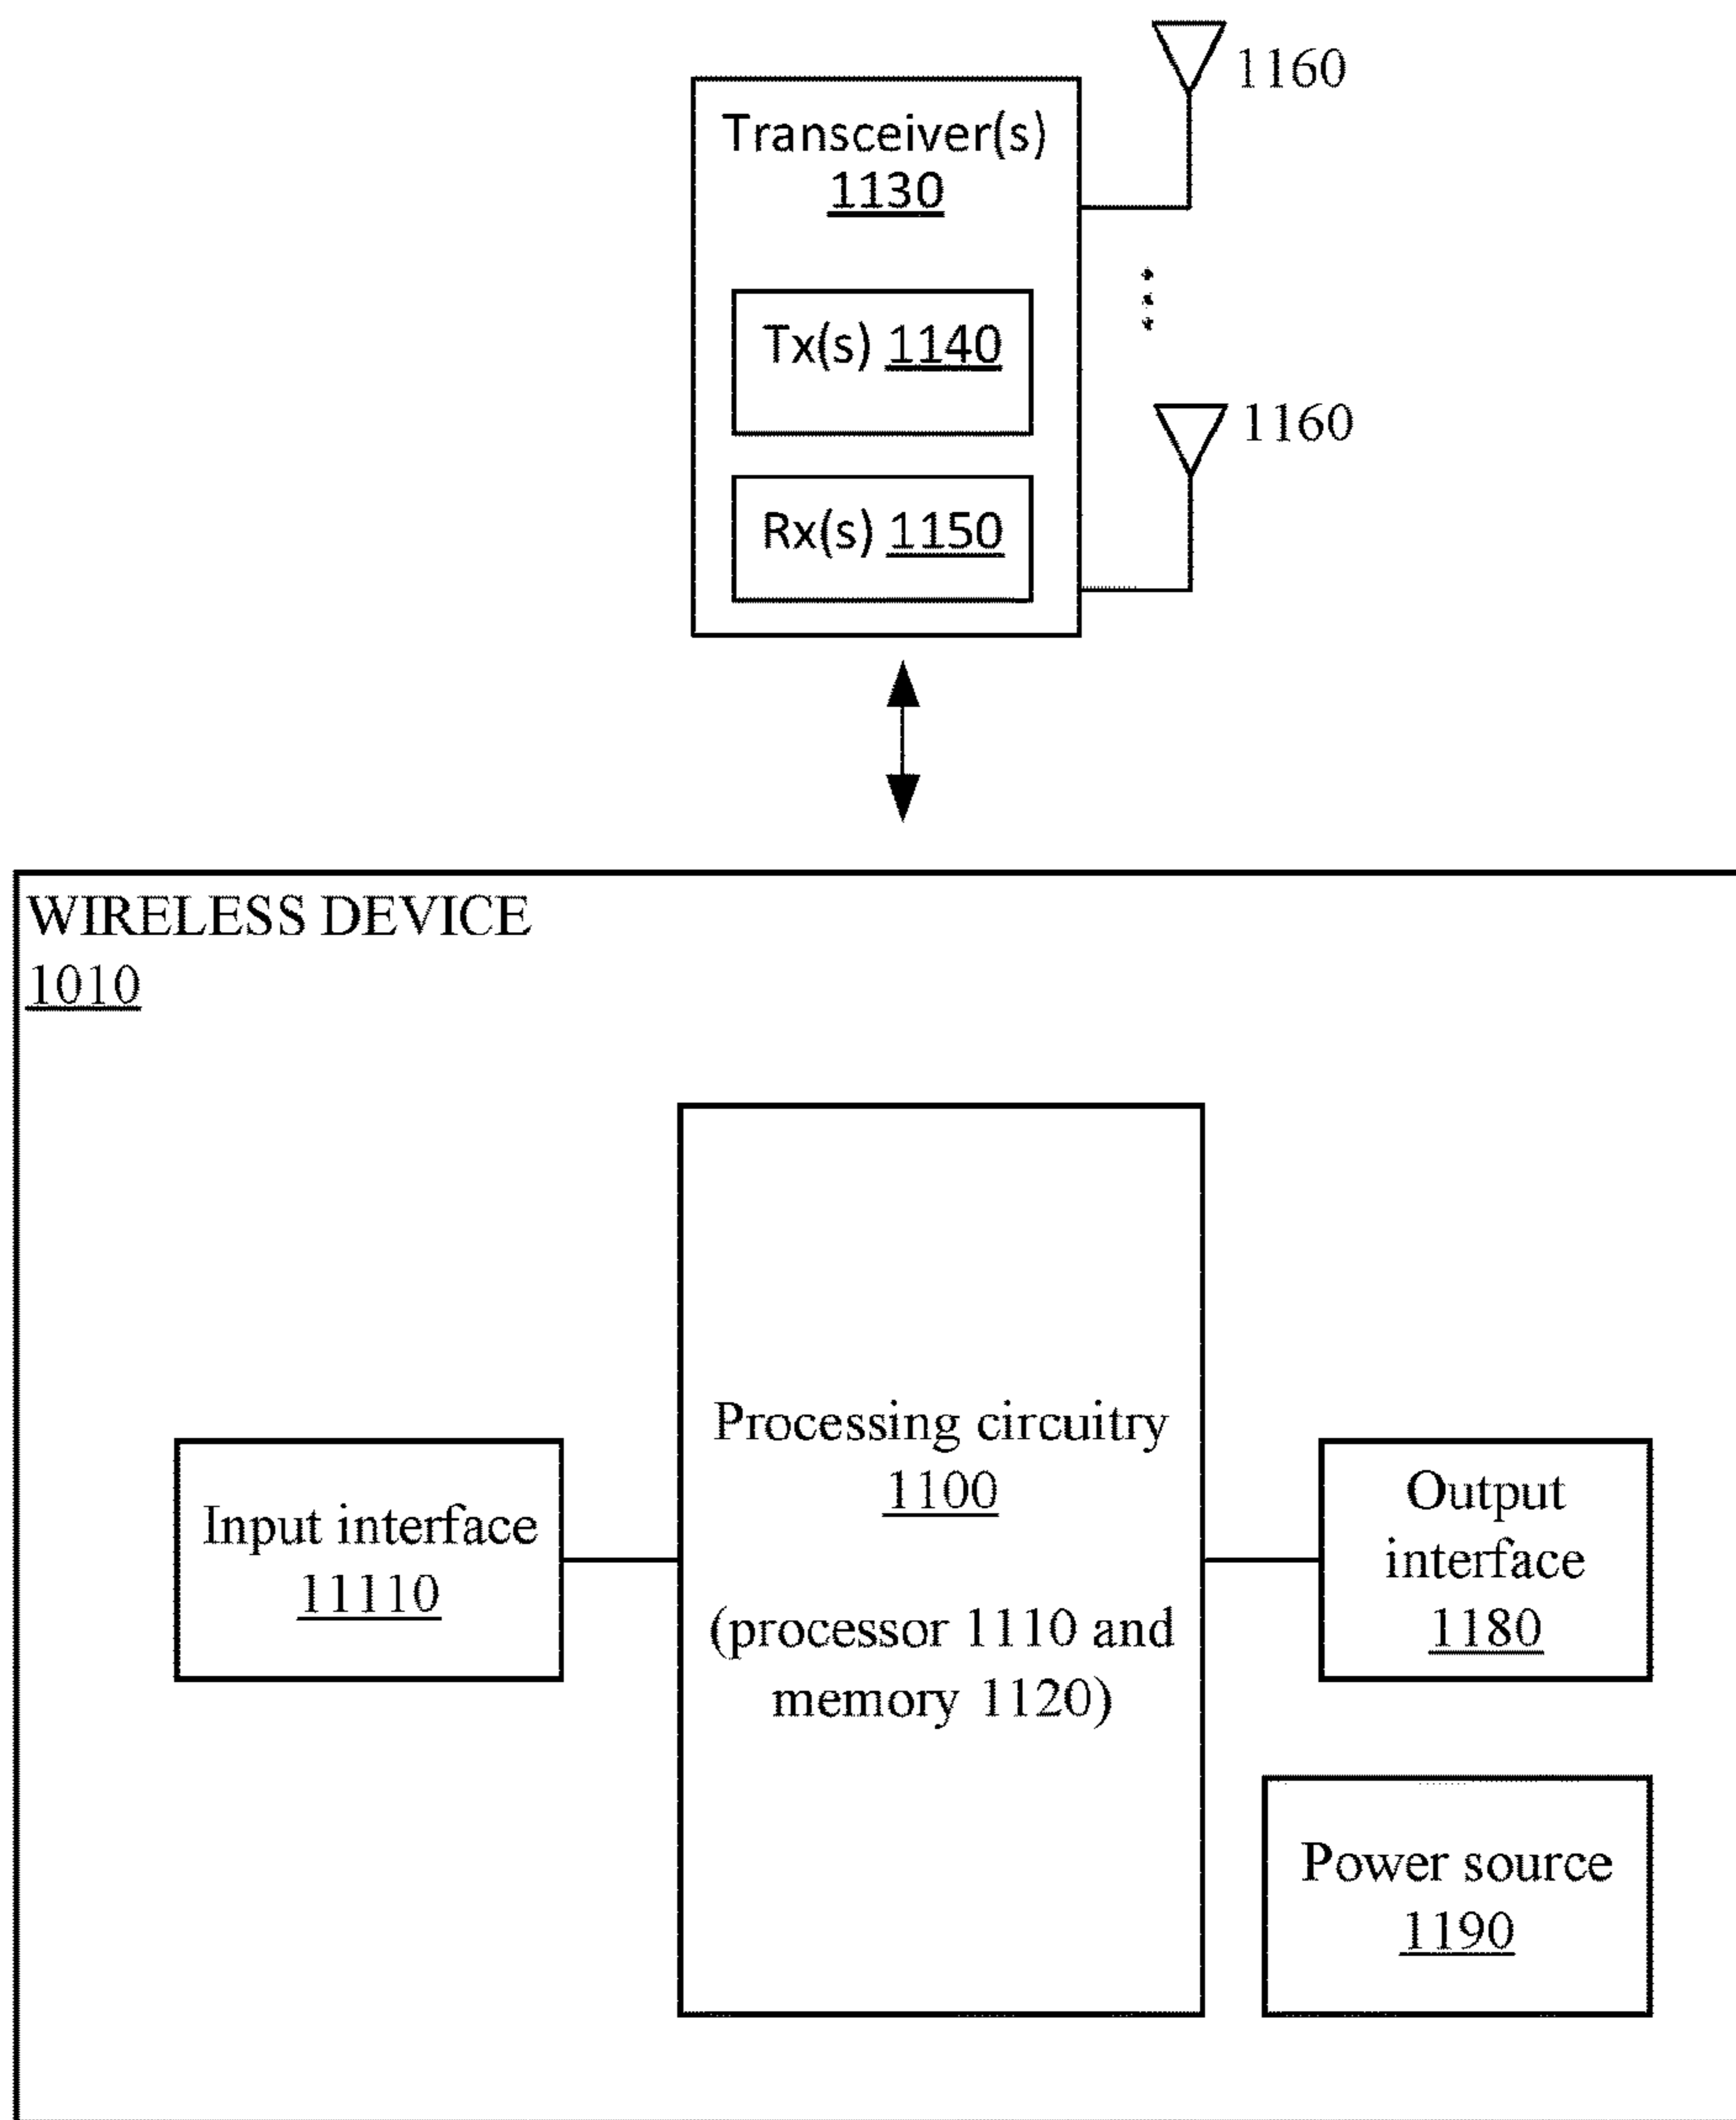 1160
Transceiver(s)
1130
Tx(s) 1140
1160
Rx(s) 1150
WIRELESS DEVICE
1010
Processing circuitry
1100
(processor 1110 and
memory 1120)
Input interface
11110
Output
interface
1180
Power source
1190